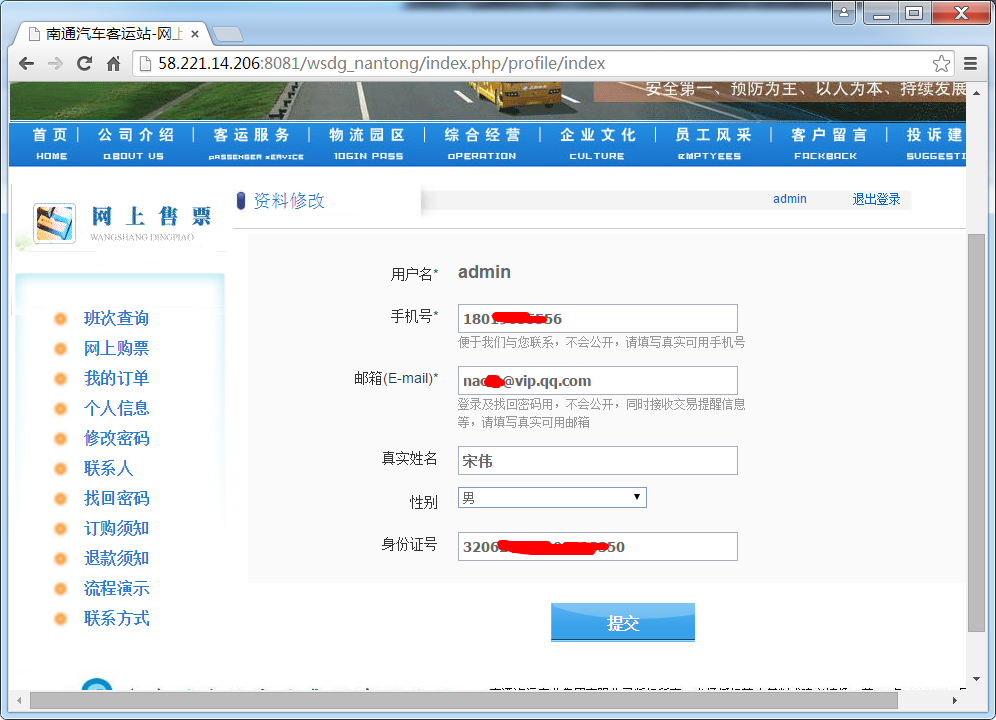 南通汽车客运站-网上
58.221.14.206:8081/wsdg_nantong/index.php/profile/index
安全第一、预防为主、以人为本、持续发展
首页 公司介绍 客运服务 物流园区 综合经营 企业文化 员工风采 客户留言 投诉建
HOME ABOUT US PASSENGER SERVICE LOGIN PASS OPERATION CULTURE EMPTYEES FACKBACK SUGGESTI
网上售票
WANGSHANG DINGPIAO
资料修改
admin 退出登录
班次查询
网上购票
我的订单
个人信息
修改密码
联系人
找回密码
订购须知
退款须知
流程演示
联系方式
用户名* admin
手机号* 180 56
便于我们与您联系，不会公开，请填写真实可用手机号
邮箱(E-mail)* na @vip.qq.com
登录及找回密码用，不会公开，同时接收交易提醒信息
等，请填写真实可用邮箱
真实姓名 宋伟
性别 男
身份证号 3206 350
提交